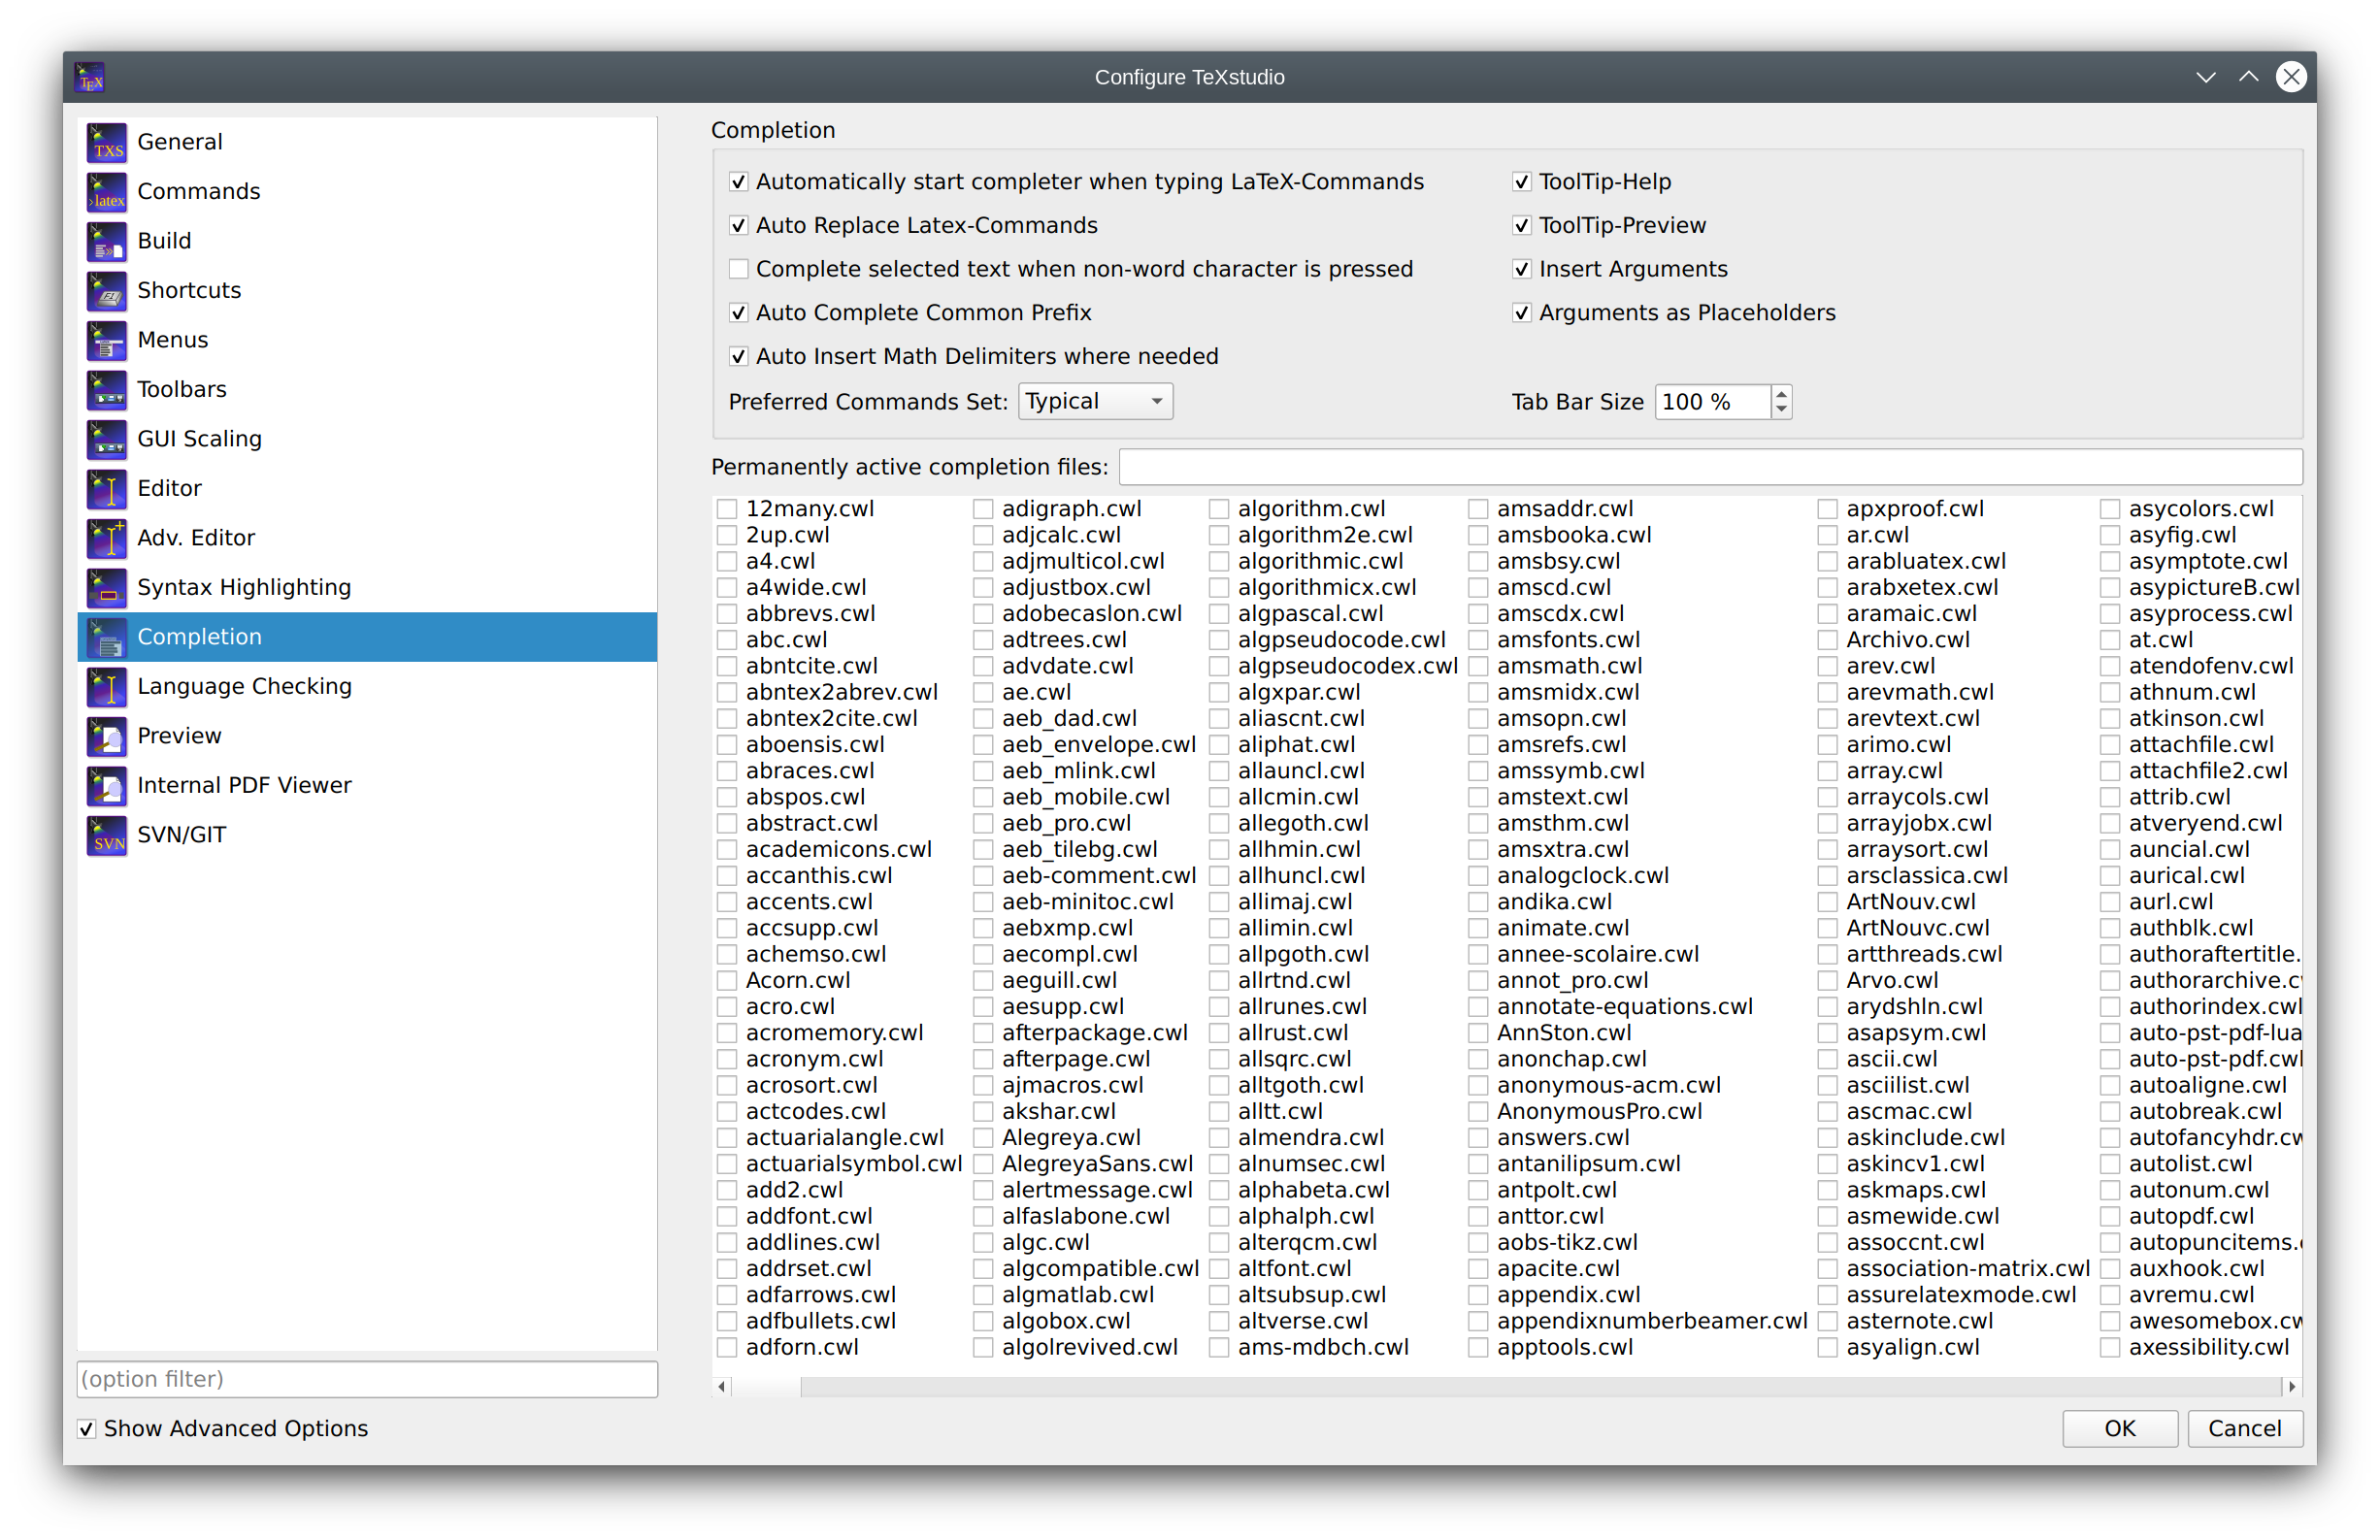 Configure TeXstudio
General
Commands
Build
Shortcuts
Menus
Toolbars
GUI Scaling
Editor
Adv. Editor
Syntax Highlighting
Completion
Language Checking
Preview
Internal PDF Viewer
SVN/GIT
(option filter)
Show Advanced Options
Completion
Automatically start completer when typing LaTeX-Commands
Auto Replace Latex-Commands
Complete selected text when non-word character is pressed
Auto Complete Common Prefix
Auto Insert Math Delimiters where needed
Preferred Commands Set: Typical
ToolTip-Help
ToolTip-Preview
Insert Arguments
Arguments as Placeholders
Tab Bar Size 100 %
Permanently active completion files:
12many.cwl
2up.cwl
a4.cwl
a4wide.cwl
abbrevs.cwl
abc.cwl
abntcite.cwl
abntex2abrev.cwl
abntex2cite.cwl
aboensis.cwl
abraces.cwl
abspos.cwl
abstract.cwl
academicons.cwl
accanthis.cwl
accents.cwl
accsupp.cwl
achemso.cwl
Acorn.cwl
acro.cwl
acromemory.cwl
acronym.cwl
acrosort.cwl
actcodes.cwl
actuarialangle.cwl
actuarialsymbol.cwl
add2.cwl
addfont.cwl
addlines.cwl
addrset.cwl
adfarrows.cwl
adfbullets.cwl
adforn.cwl
adigraph.cwl
adjcalc.cwl
adjmulticol.cwl
adjustbox.cwl
adobecaslon.cwl
adtrees.cwl
advdate.cwl
ae.cwl
aeb_dad.cwl
aeb_envelope.cwl
aeb_mlink.cwl
aeb_mobile.cwl
aeb_pro.cwl
aeb_tilebg.cwl
aeb-comment.cwl
aeb-minitoc.cwl
aebxmp.cwl
aecompl.cwl
aeguill.cwl
aesupp.cwl
afterpackage.cwl
afterpage.cwl
ajmacros.cwl
akshar.cwl
Alegreya.cwl
AlegreyaSans.cwl
alertmessage.cwl
alfaslabone.cwl
algc.cwl
algcompatible.cwl
algmatlab.cwl
algobox.cwl
algolrevived.cwl
algorithm.cwl
algorithm2e.cwl
algorithmic.cwl
algorithmicx.cwl
algpascal.cwl
algpseudocode.cwl
algpseudocodex.cwl
algxpar.cwl
aliascnt.cwl
aliphat.cwl
allauncl.cwl
allcmin.cwl
allegoth.cwl
allhmin.cwl
allhuncl.cwl
allimaj.cwl
allimin.cwl
allpgoth.cwl
allrtnd.cwl
allrunes.cwl
allrust.cwl
allsqrc.cwl
alltgoth.cwl
alltt.cwl
almendra.cwl
alnumsec.cwl
alphabeta.cwl
alphalph.cwl
alterqcm.cwl
altfont.cwl
altsubsup.cwl
altverse.cwl
ams-mdbch.cwl
amsaddr.cwl
amsbooka.cwl
amsbsy.cwl
amscd.cwl
amscdx.cwl
amsfonts.cwl
amsmath.cwl
amsmidx.cwl
amsopn.cwl
amsrefs.cwl
amssymb.cwl
amstext.cwl
amsthm.cwl
amsxtra.cwl
analogclock.cwl
andika.cwl
animate.cwl
annee-scolaire.cwl
annot_pro.cwl
annotate-equations.cwl
AnnSton.cwl
anonchap.cwl
anonymous-acm.cwl
AnonymousPro.cwl
answers.cwl
antanilipsum.cwl
antpolt.cwl
anttor.cwl
aobs-tikz.cwl
apacite.cwl
appendix.cwl
appendixnumberbeamer.cwl
apptools.cwl
apxproof.cwl
ar.cwl
arabluatex.cwl
arabxetex.cwl
aramaic.cwl
Archivo.cwl
arev.cwl
arevmath.cwl
arevtext.cwl
arimo.cwl
array.cwl
arraycols.cwl
arrayjobx.cwl
arraysort.cwl
arsclassica.cwl
ArtNouv.cwl
ArtNouvc.cwl
artthreads.cwl
Arvo.cwl
arydshln.cwl
asapsym.cwl
ascii.cwl
asciilist.cwl
ascmac.cwl
askinclude.cwl
askincv1.cwl
askmaps.cwl
asmewide.cwl
assoccnt.cwl
association-matrix.cwl
assurelatexmode.cwl
asternote.cwl
asyalign.cwl
asycolors.cwl
asyfig.cwl
asymptote.cwl
asypictureB.cwl
asyprocess.cwl
at.cwl
atendofenv.cwl
athnum.cwl
atkinson.cwl
attachfile.cwl
attachfile2.cwl
attrib.cwl
atveryend.cwl
auncial.cwl
aurical.cwl
aurl.cwl
authblk.cwl
authoraftertitle.
authorarchive.c
authorindex.cwl
auto-pst-pdf-lua
auto-pst-pdf.cwl
autoaligne.cwl
autobreak.cwl
autofancyhdr.cw
autolist.cwl
autonum.cwl
autopdf.cwl
autopuncitems.
auxhook.cwl
avremu.cwl
awesomebox.cw
axessibility.cwl
OK
Cancel